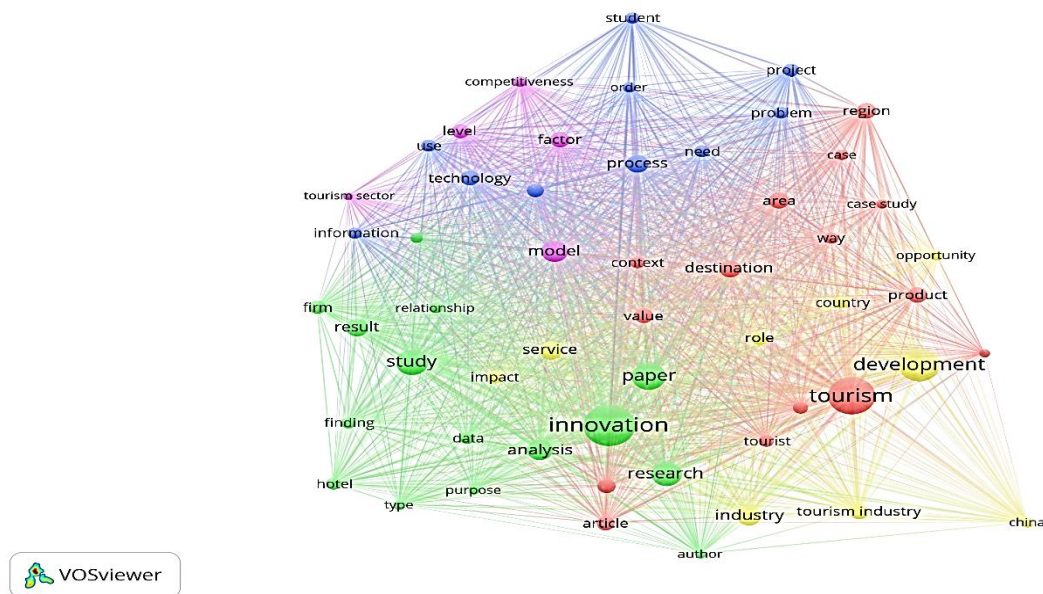 student
project
competitiveness
order
region
problem
level
factor
use
need
case
process
technology
tourism sector
area
case study
information
way
model
context
destination
opportunity
product
country
firm
relationship
value
result
role
service
study
impact
paper
development
tourism
innovation
finding
data
analysis
tourist
research
hotel
purpose
type
industry
tourism industry
article
china
author
VOSviewer